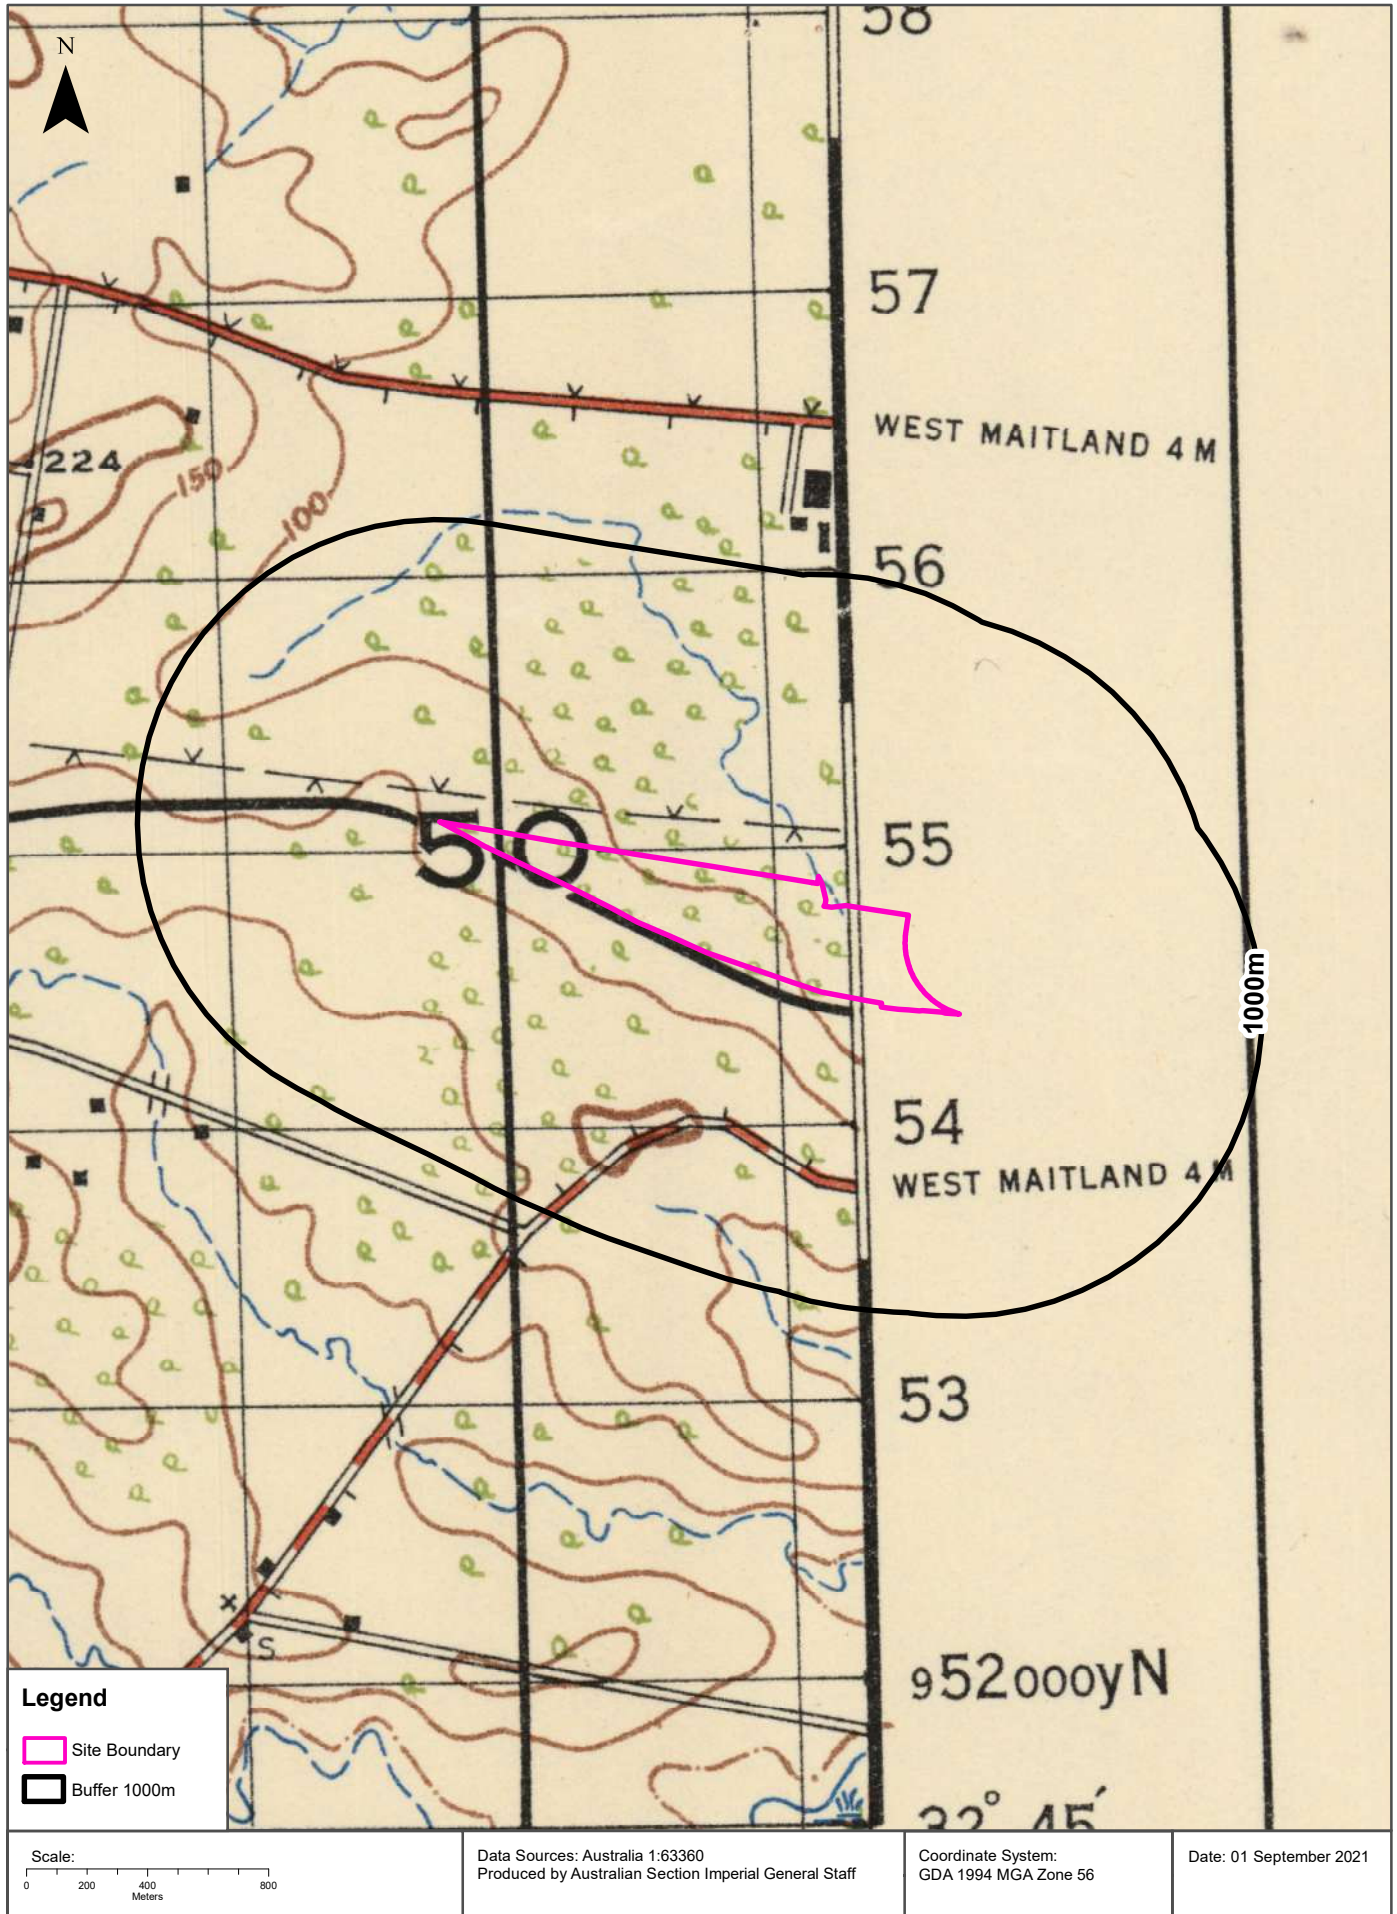 58
N
57
WEST MAITLAND 4 M
224
150
100
56
50
55
1000m
54
WEST MAITLAND 4 M
53
S
952000yN
32° 45′
Legend
Site Boundary
Buffer 1000m
Scale:
0 200 400 800
Meters
Data Sources: Australia 1:63360
Produced by Australian Section Imperial General Staff
Coordinate System:
GDA 1994 MGA Zone 56
Date: 01 September 2021